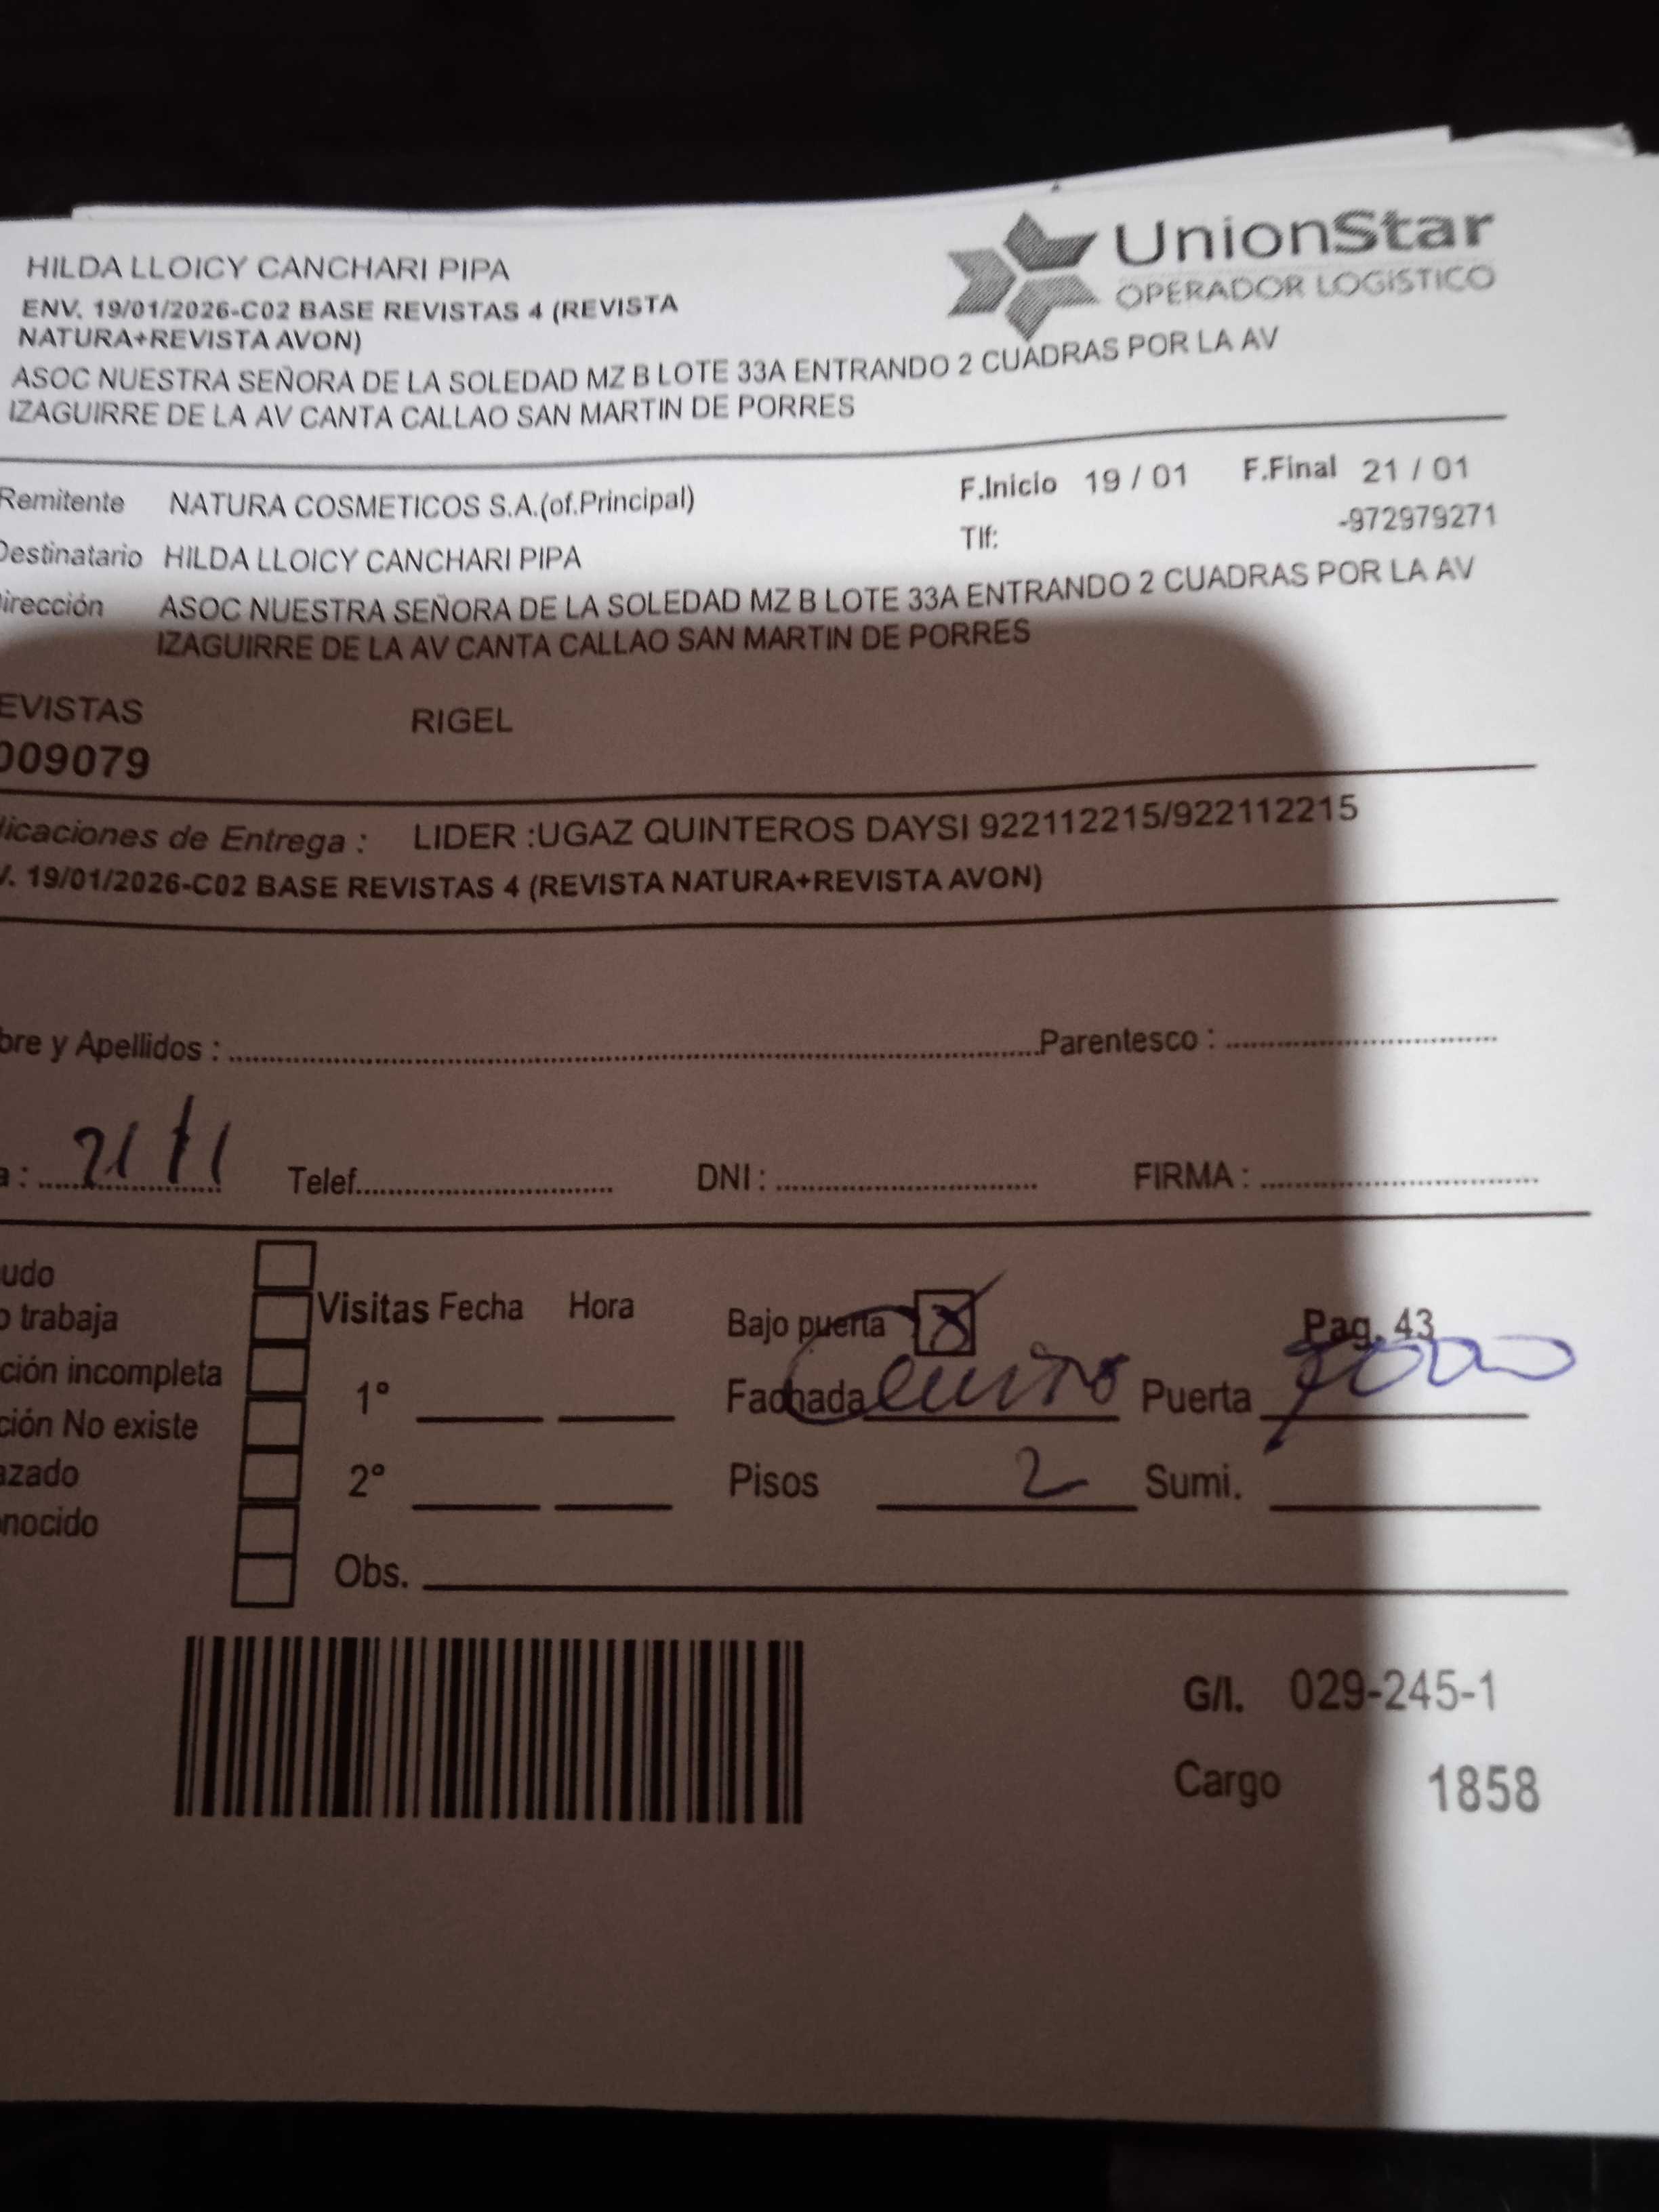 HILDA LLOICY CANCHARI PIPA
UnionStar
OPERADOR LOGISTICO
ENV. 19/01/2026-C02 BASE REVISTAS 4 (REVISTA
NATURA+REVISTA AVON)
ASOC NUESTRA SEÑORA DE LA SOLEDAD MZ B LOTE 33A ENTRANDO 2 CUADRAS POR LA AV
IZAGUIRRE DE LA AV CANTA CALLAO SAN MARTIN DE PORRES
Remitente NATURA COSMETICOS S.A.(of.Principal) F.Inicio 19 / 01 F.Final 21 / 01
Tlf: -972979271
Destinatario HILDA LLOICY CANCHARI PIPA
irección ASOC NUESTRA SEÑORA DE LA SOLEDAD MZ B LOTE 33A ENTRANDO 2 CUADRAS POR LA AV
IZAGUIRRE DE LA AV CANTA CALLAO SAN MARTIN DE PORRES
EVISTAS RIGEL
009079
dicaciones de Entrega : LIDER :UGAZ QUINTEROS DAYSI 922112215/922112215
V. 19/01/2026-C02 BASE REVISTAS 4 (REVISTA NATURA+REVISTA AVON)
bre y Apellidos : Parentesco :
a : 21/1 Telef. DNI : FIRMA :
udo
o trabaja Visitas Fecha Hora Bajo puerta X Pag. 43
ción incompleta 1° Fachada Puerta
ción No existe
azado 2° Pisos 2 Sumi.
nocido
Obs.
G/I. 029-245-1
Cargo 1858